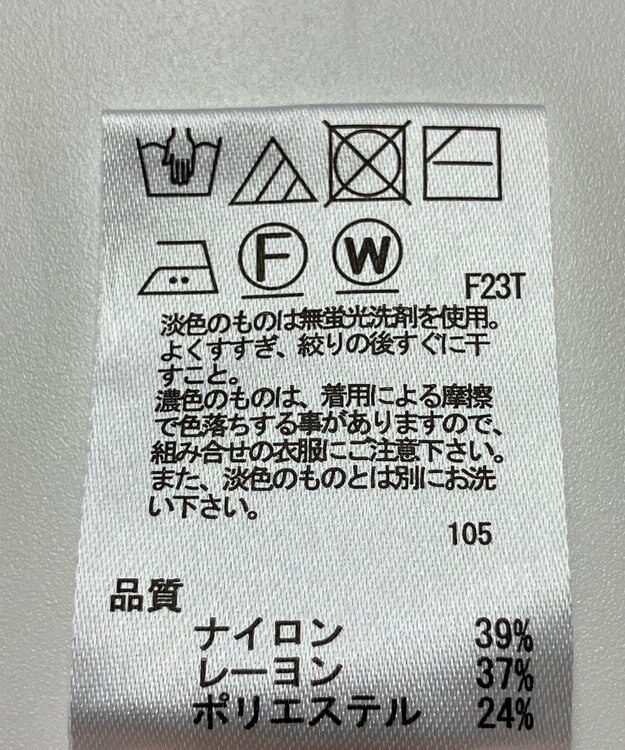 F W
F23T
淡色のものは無蛍光洗剤を使用。
よくすすぎ、絞りの後すぐに干
すこと。
濃色のものは、着用による摩擦
で色落ちする事がありますので、
組み合せの衣服にご注意下さい。
また、淡色のものとは別にお洗
い下さい。
105
品質
ナイロン 39%
レーヨン 37%
ポリエステル 24%